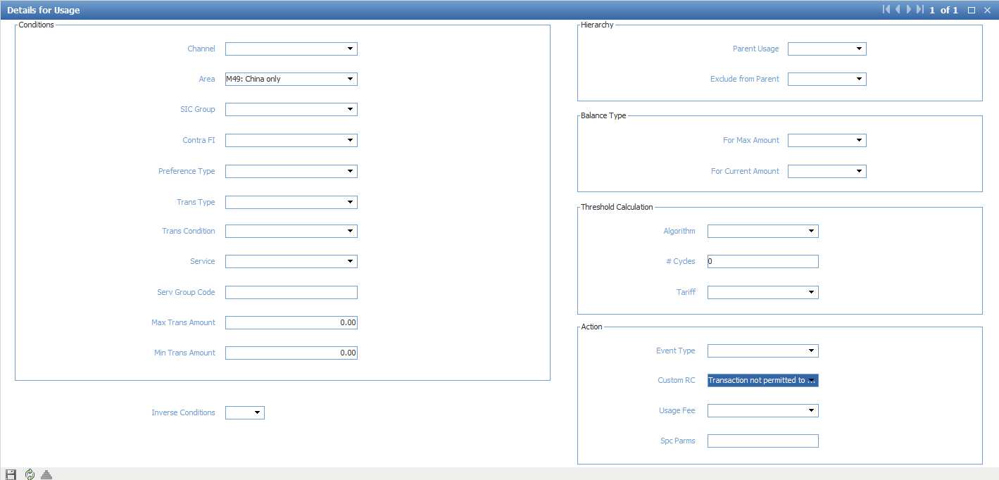 Details for Usage
1 of 1
Conditions
Channel
Area M49: China only
SIC Group
Contra FI
Preference Type
Trans Type
Trans Condition
Service
Serv Group Code
Max Trans Amount 0.00
Min Trans Amount 0.00
Inverse Conditions
Hierarchy
Parent Usage
Exclude from Parent
Balance Type
For Max Amount
For Current Amount
Threshold Calculation
Algorithm
# Cycles 0
Tariff
Action
Event Type
Custom RC Transaction not permitted to ...
Usage Fee
Spc Parms